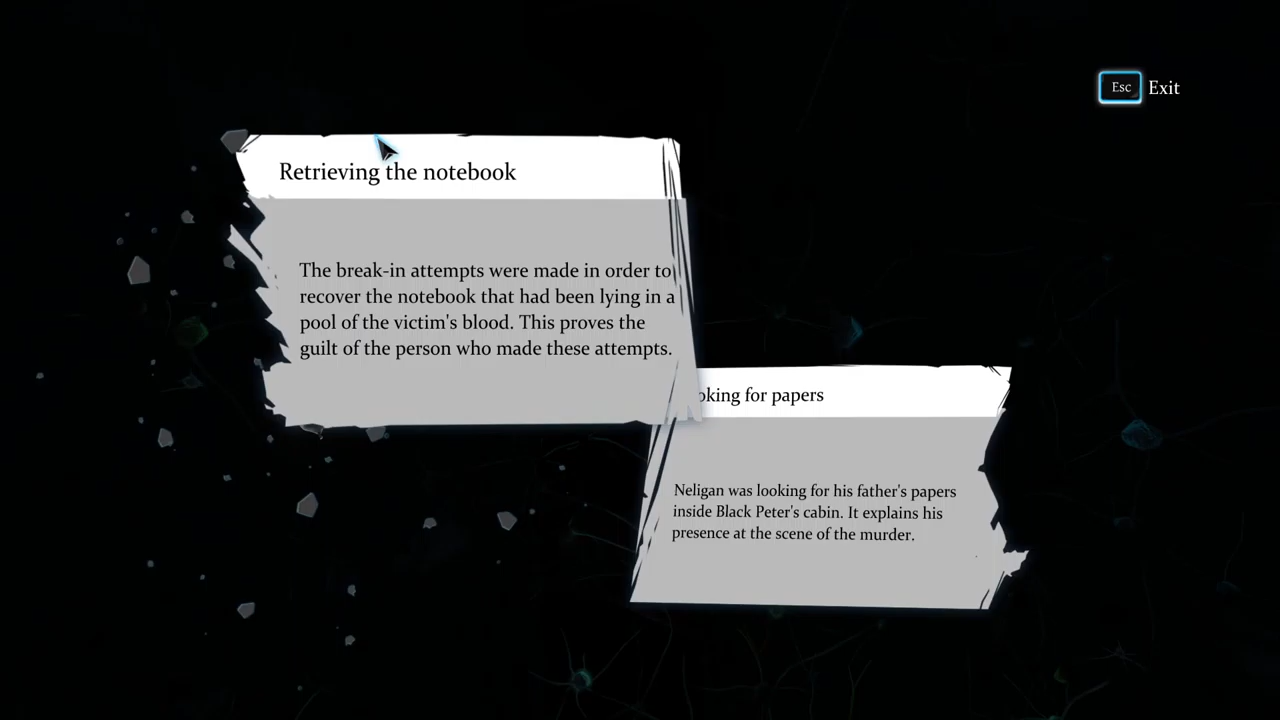 Esc Exit
Retrieving the notebook
The break-in attempts were made in order to
recover the notebook that had been lying in a
pool of the victim's blood. This proves the
guilt of the person who made these attempts.
for papers
Neligan was looking for his father's papers
inside Black Peter's cabin. It explains his
presence at the scene of the murder.